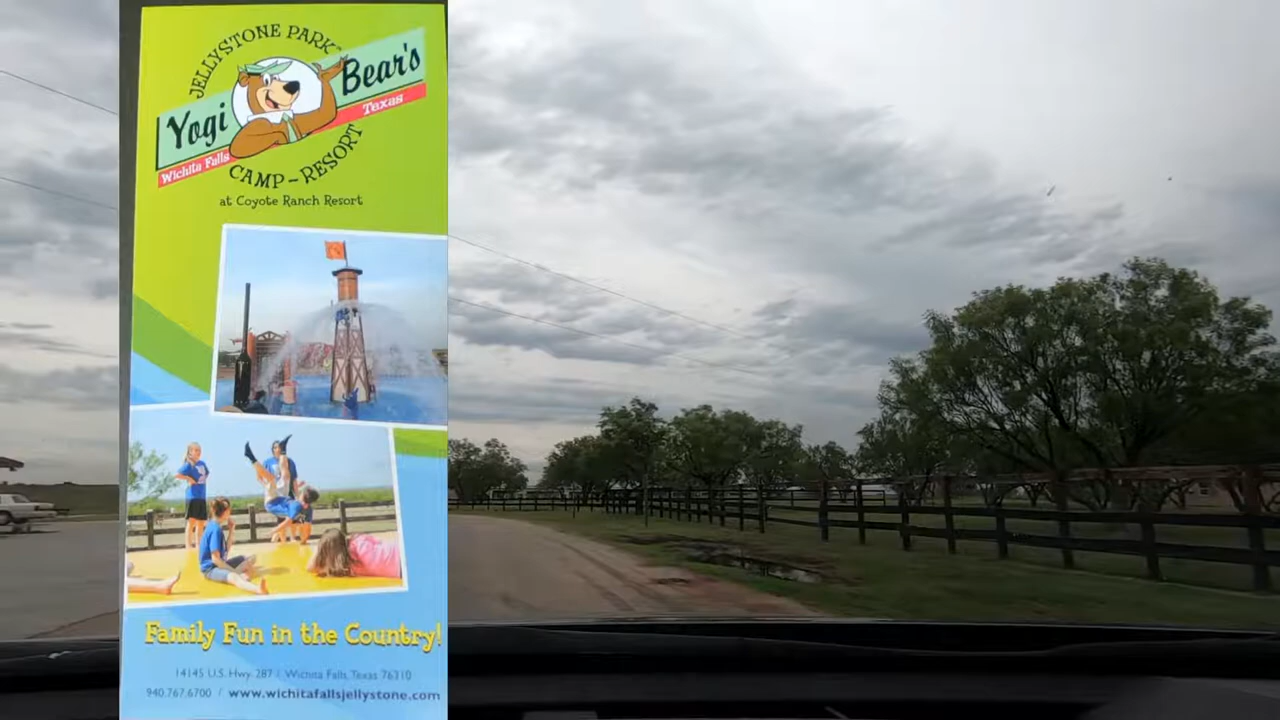 JELLYSTONE PARK™
Yogi Bear's
Wichita Falls Texas
CAMP-RESORT
at Coyote Ranch Resort
Family Fun in the Country!
14145 U.S. Hwy. 287 / Wichita Falls, Texas 76310
940.767.6700 / www.wichitafallsjellystone.com